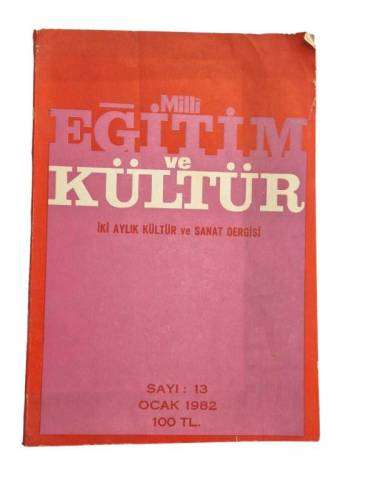 Milli
EĞİTİM
ve
KÜLTÜR
İKİ AYLIK KÜLTÜR ve SANAT DERGİSİ
SAYI : 13
OCAK 1982
100 TL.